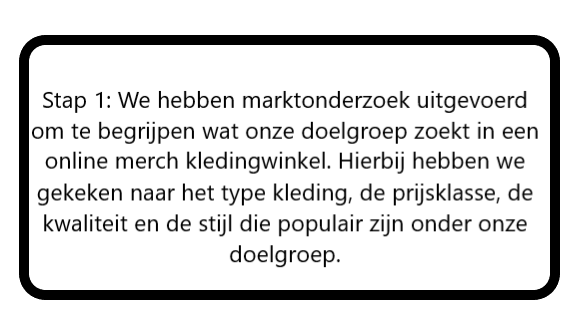 Stap 1: We hebben marktonderzoek uitgevoerd
om te begrijpen wat onze doelgroep zoekt in een
online merch kledingwinkel. Hierbij hebben we
gekeken naar het type kleding, de prijsklasse, de
kwaliteit en de stijl die populair zijn onder onze
doelgroep.